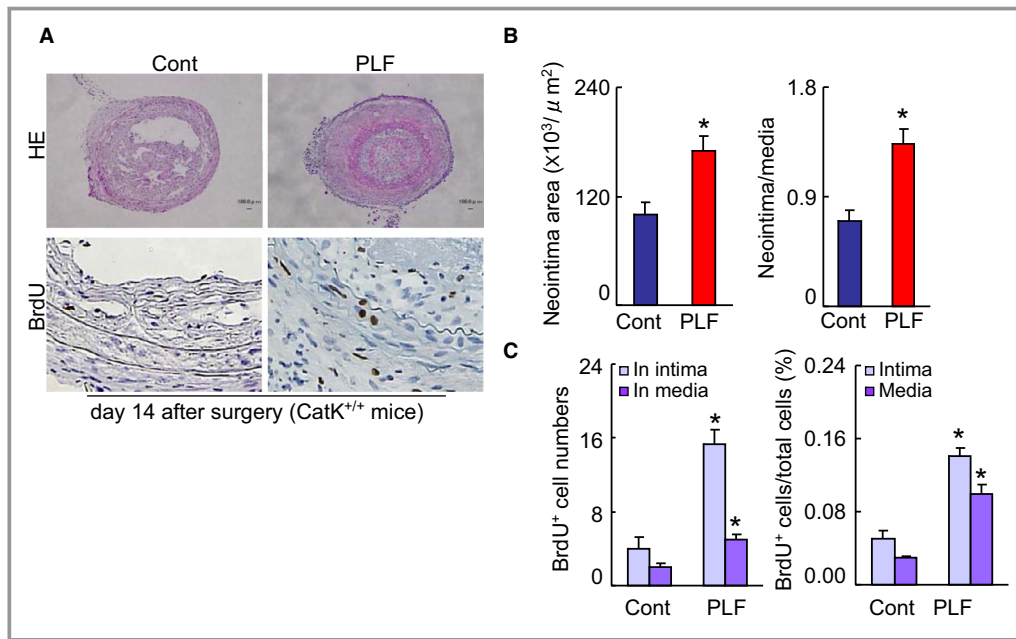 A
Cont PLF
HE
BrdU
day 14 after surgery (CatK+/+ mice)
B
Neointima area (x10³/μm²)
240
120
0
Cont PLF
*
Neointima/media
1.8
0.9
0
Cont PLF
*
C
BrdU⁺ cell numbers
24
16
8
0
In intima
In media
*
*
Cont PLF
BrdU⁺ cells/total cells (%)
0.24
0.16
0.08
0.00
Intima
Media
*
*
Cont PLF